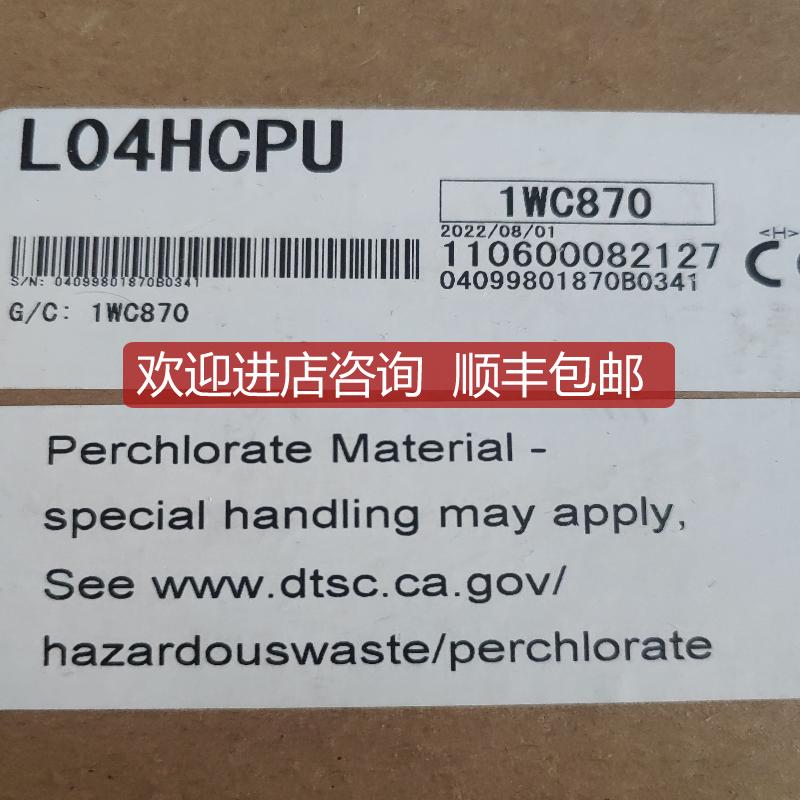 L04HCPU
1WC870
2022/08/01
110600082127
04099801870B0341
<H>
CE
S/N: 04099801870B0341
G/C: 1WC870
欢迎进店咨询 顺丰包邮
Perchlorate Material -
special handling may apply,
See www.dtsc.ca.gov/
hazardouswaste/perchlorate